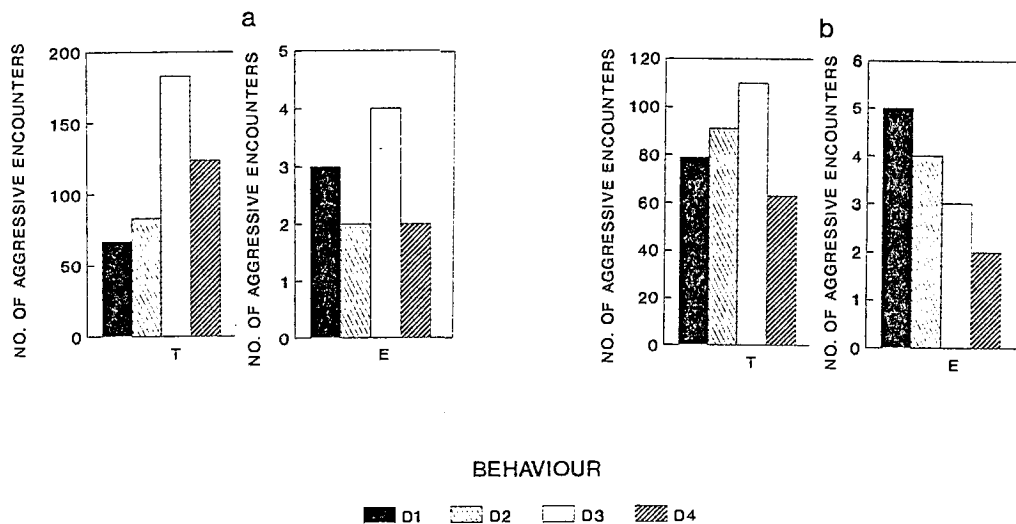 a
NO. OF AGGRESSIVE ENCOUNTERS
200
150
100
50
0
T
NO. OF AGGRESSIVE ENCOUNTERS
5
4
3
2
1
0
E
b
NO. OF AGGRESSIVE ENCOUNTERS
120
100
80
60
40
20
0
T
NO. OF AGGRESSIVE ENCOUNTERS
6
5
4
3
2
1
0
E
BEHAVIOUR
D1 D2 D3 D4